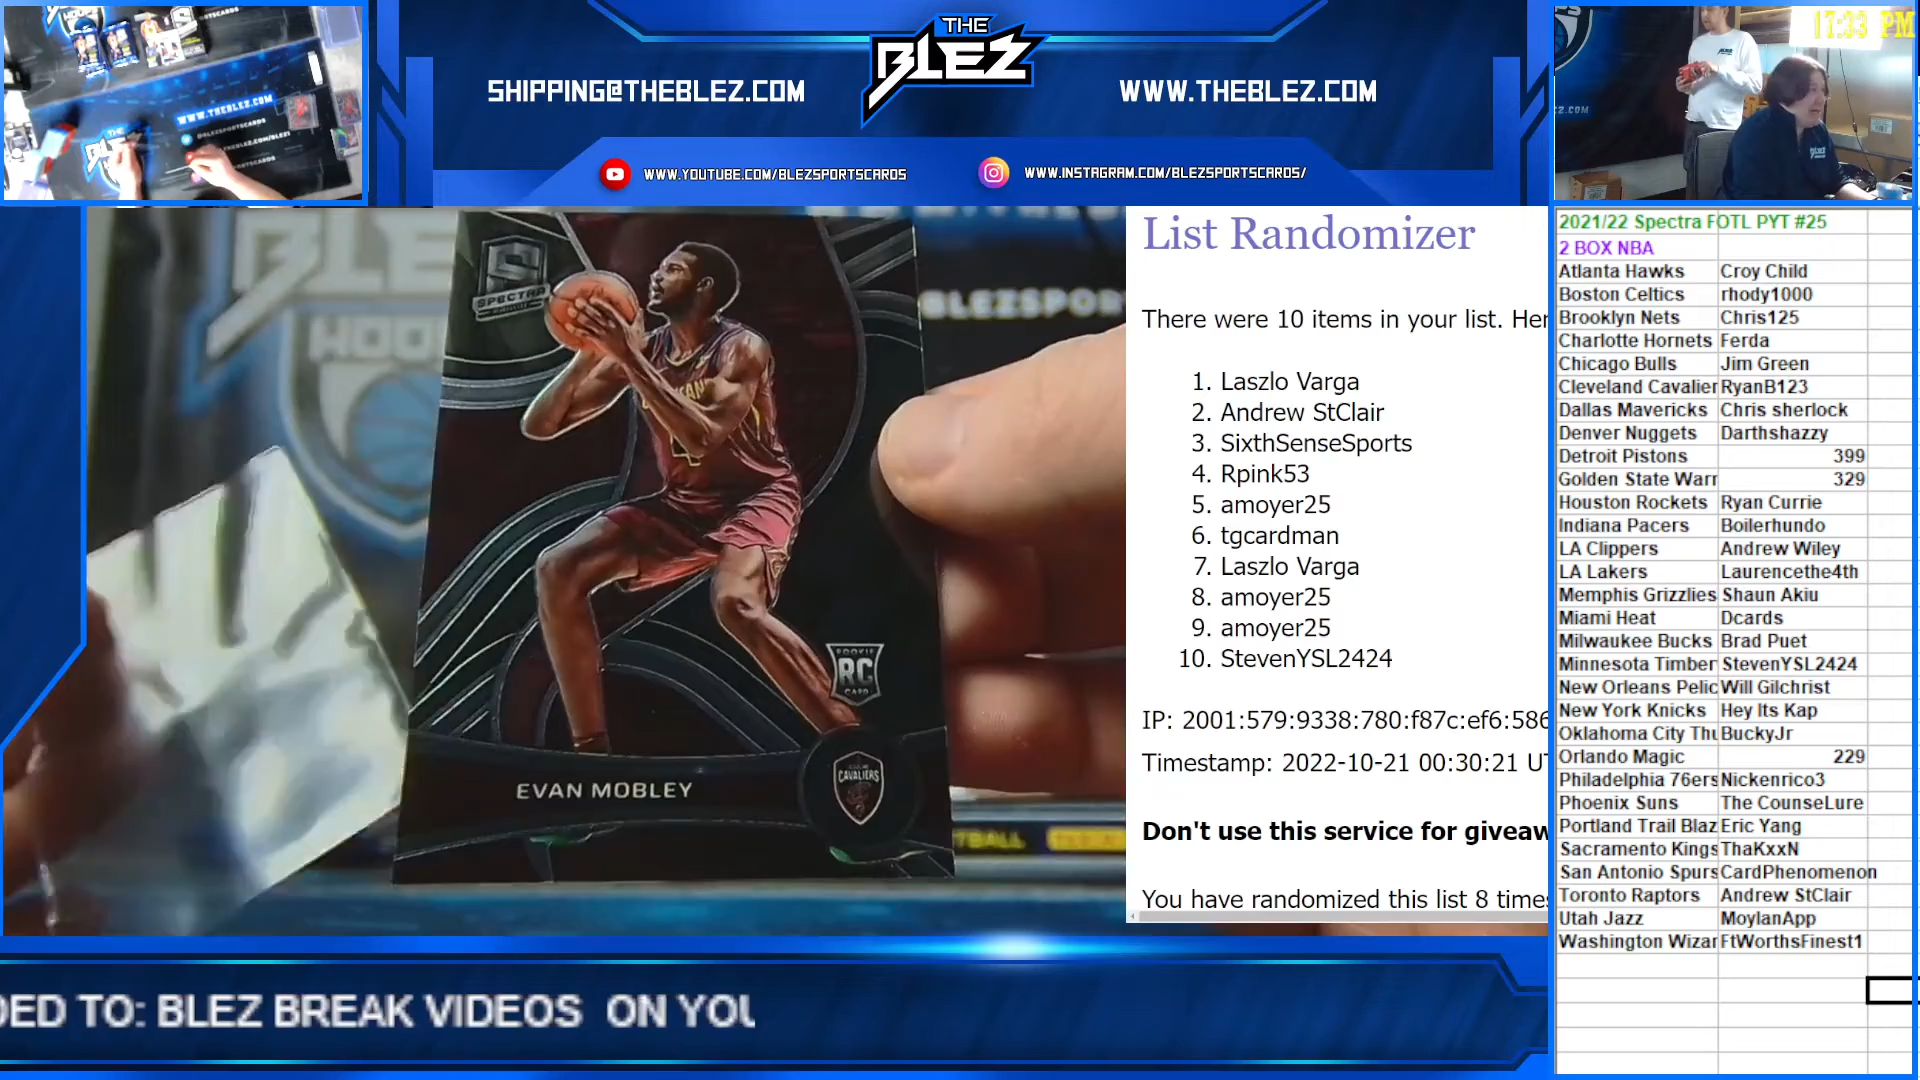 THE
BLEZ
SHIPPING@THEBLEZ.COM
WWW.THEBLEZ.COM
WWW.YOUTUBE.COM/BLEZSPORTSCARDS
WWW.INSTAGRAM.COM/BLEZSPORTSCARDS/
17:33 PM
WWW.THEBLEZ.COM
SPECTRA
BLEZSPOR
HOO
ROOKIE
RC
CARD
EVAN MOBLEY
CAVALIERS
List Randomizer
There were 10 items in your list. Her
1. Laszlo Varga
2. Andrew StClair
3. SixthSenseSports
4. Rpink53
5. amoyer25
6. tgcardman
7. Laszlo Varga
8. amoyer25
9. amoyer25
10. StevenYSL2424
IP: 2001:579:9338:780:f87c:ef6:586
Timestamp: 2022-10-21 00:30:21 UT
Don't use this service for giveaw
You have randomized this list 8 times
2021/22 Spectra FOTL PYT #25
2 BOX NBA
Atlanta Hawks Croy Child
Boston Celtics rhody1000
Brooklyn Nets Chris125
Charlotte Hornets Ferda
Chicago Bulls Jim Green
Cleveland Cavalier RyanB123
Dallas Mavericks Chris sherlock
Denver Nuggets Darthshazzy
Detroit Pistons 399
Golden State Warr 329
Houston Rockets Ryan Currie
Indiana Pacers Boilerhundo
LA Clippers Andrew Wiley
LA Lakers Laurencethe4th
Memphis Grizzlies Shaun Akiu
Miami Heat Dcards
Milwaukee Bucks Brad Puet
Minnesota Timber StevenYSL2424
New Orleans Pelic Will Gilchrist
New York Knicks Hey Its Kap
Oklahoma City Thu BuckyJr
Orlando Magic 229
Philadelphia 76ers Nickenrico3
Phoenix Suns The CounseLure
Portland Trail Blaz Eric Yang
Sacramento Kings ThaKxxN
San Antonio Spurs CardPhenomenon
Toronto Raptors Andrew StClair
Utah Jazz MoylanApp
Washington Wizar FtWorthsFinest1
DED TO: BLEZ BREAK VIDEOS ON YOU